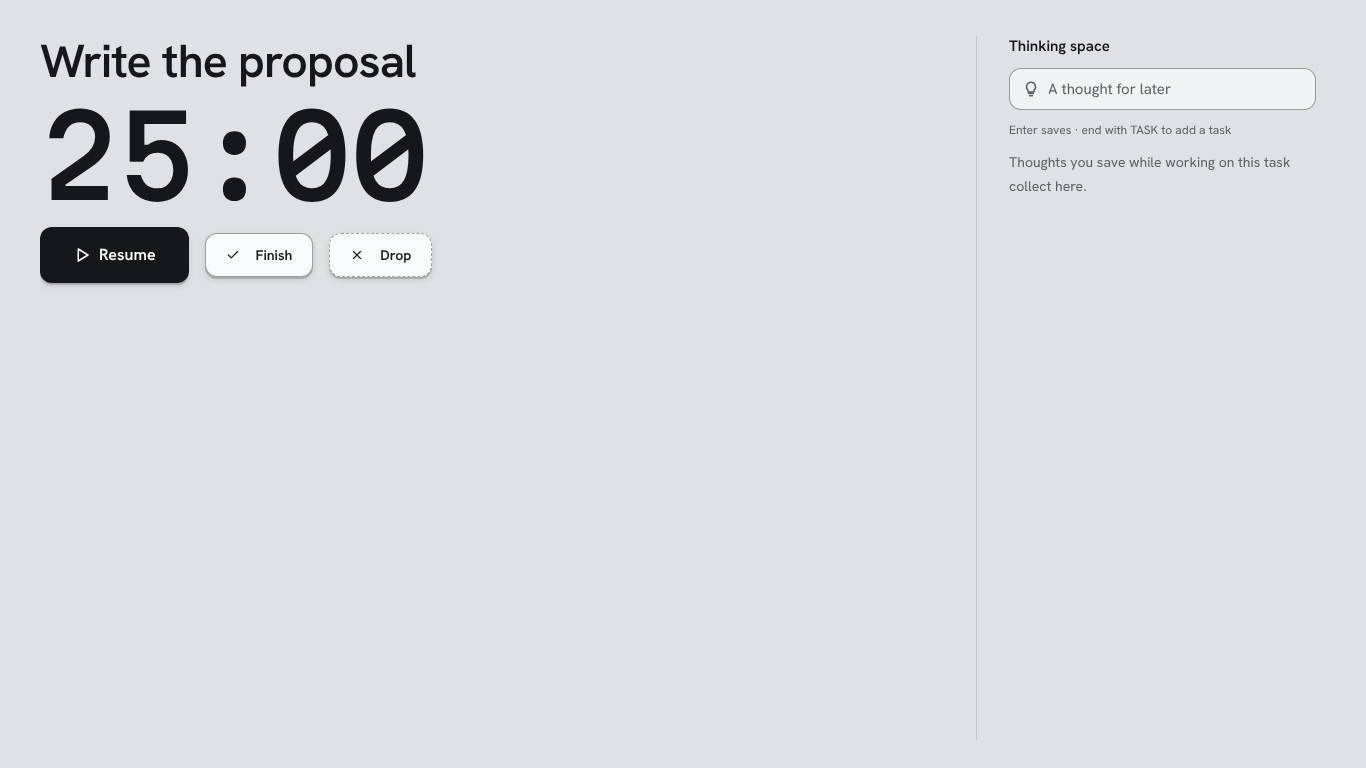 Write the proposal
25:00
Resume
Finish
Drop
Thinking space
A thought for later
Enter saves · end with TASK to add a task
Thoughts you save while working on this task
collect here.